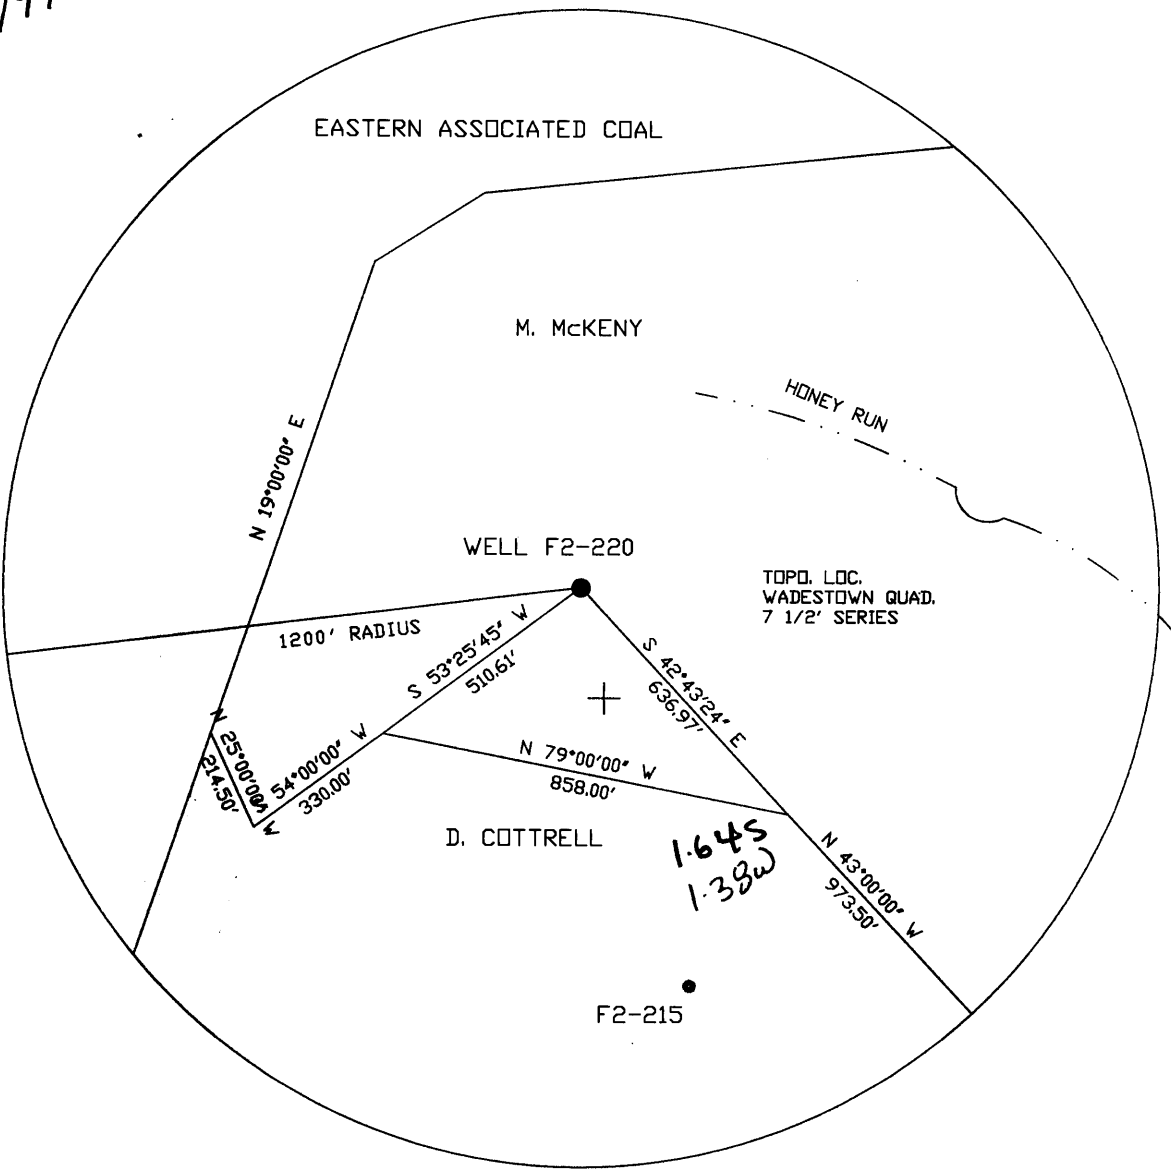 EASTERN ASSOCIATED COAL
M. McKENY
HONEY RUN
N 19°00'00" E
WELL F2-220
TOPO. LOC.
WADESTOWN QUAD.
7 1/2' SERIES
1200' RADIUS
S 53°25'45" W
510.61'
S 42°43'24" E
636.97'
N 25°00'00" W
214.50'
54°00'00" W
330.00'
N 79°00'00" W
858.00'
D. COTTRELL
1.64S
1.38W
N 43°00'00" W
973.50'
F2-215